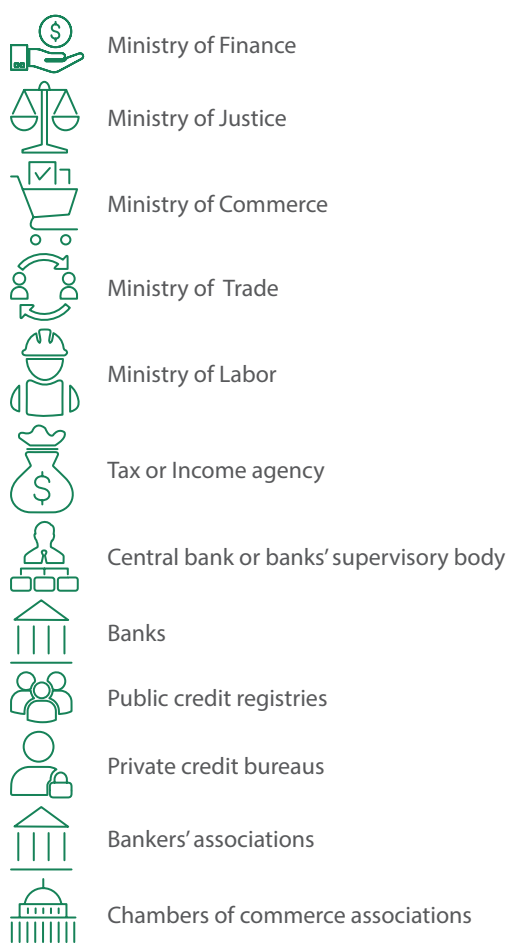 $
Ministry of Finance
Ministry of Justice
Ministry of Commerce
Ministry of Trade
Ministry of Labor
$
Tax or Income agency
Central bank or banks’ supervisory body
Banks
Public credit registries
Private credit bureaus
Bankers’ associations
Chambers of commerce associations